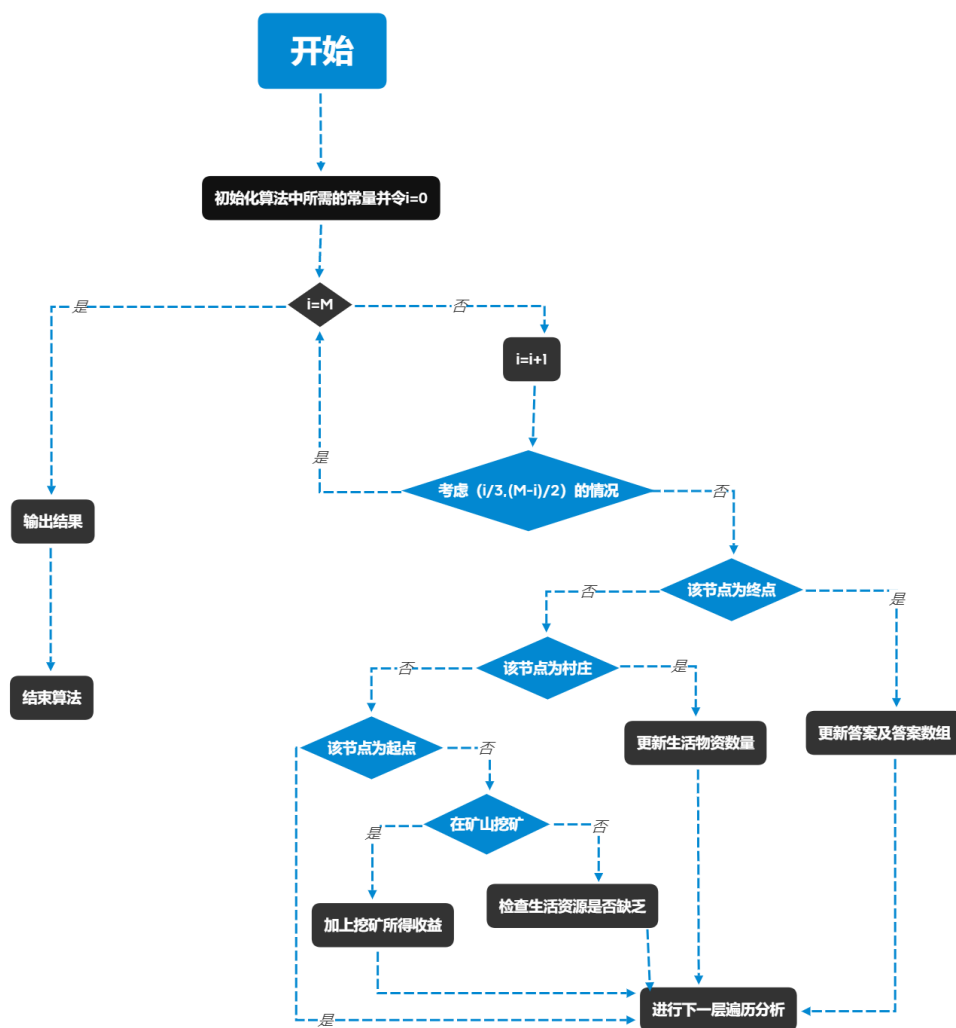 开始
初始化算法中所需的常量并令i=0
i=M
是
否
i=i+1
是
考虑（i/3,(M-i)/2）的情况
否
输出结果
该节点为终点
否
是
该节点为村庄
否
是
结束算法
该节点为起点
否
更新生活物资数量
更新答案及答案数组
在矿山挖矿
是
否
加上挖矿所得收益
检查生活资源是否缺乏
进行下一层遍历分析
是